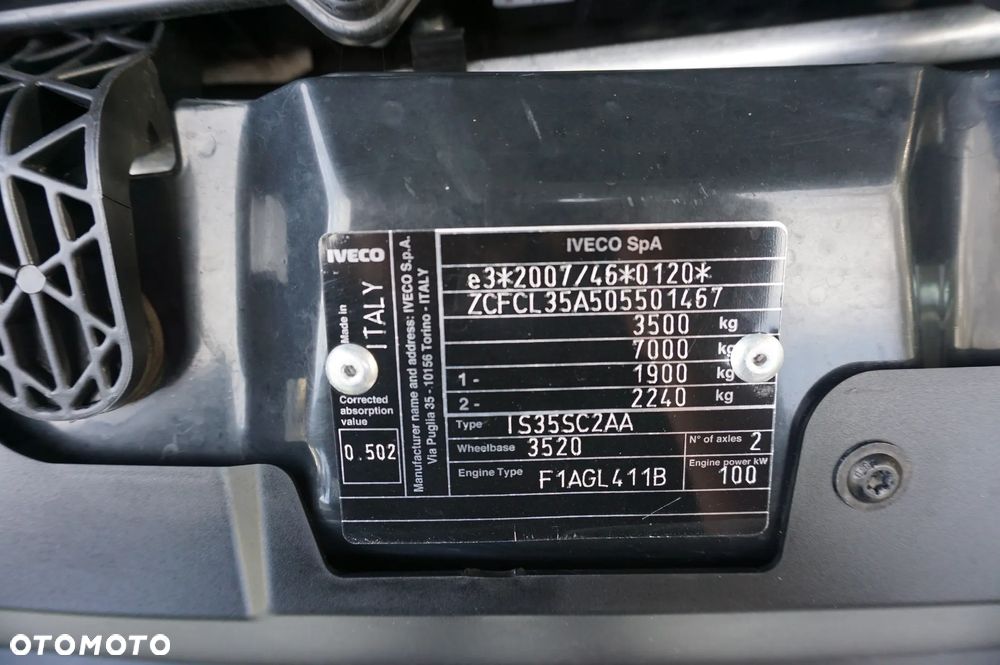 IVECO
Made in
ITALY
Corrected
absorption
value
0.502
Manufacturer name and address: IVECO S.p.A.
Via Puglia 35 - 10156 Torino - ITALY
IVECO SpA
e3*2007/46*0120*
ZCFCL35A505501467
3500 kg
7000 kg
1- 1900 kg
2- 2240 kg
Type IS35SC2AA
Wheelbase 3520
N° of axles 2
Engine Type F1AGL411B
Engine power kW
100
OTOMOTO